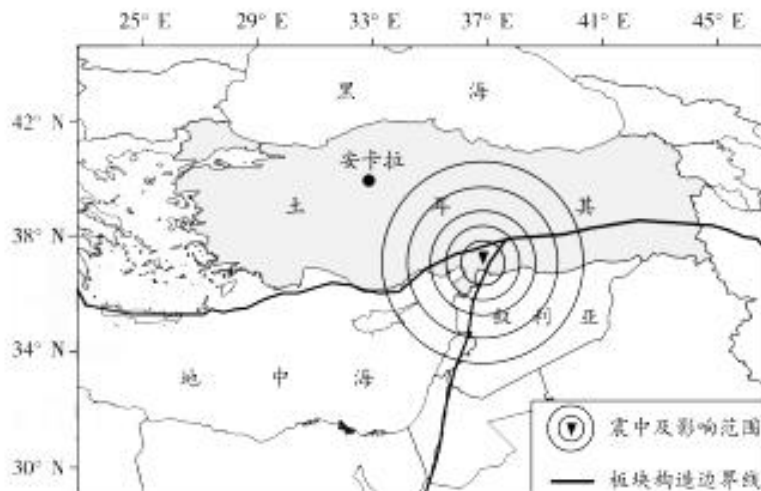 25° E 29° E 33° E 37° E 41° E 45° E
黑 海
42° N
安卡拉
土 耳 其
38° N
叙 利 亚
34° N
地 中 海
震中及影响范围
30° N
板块构造边界线